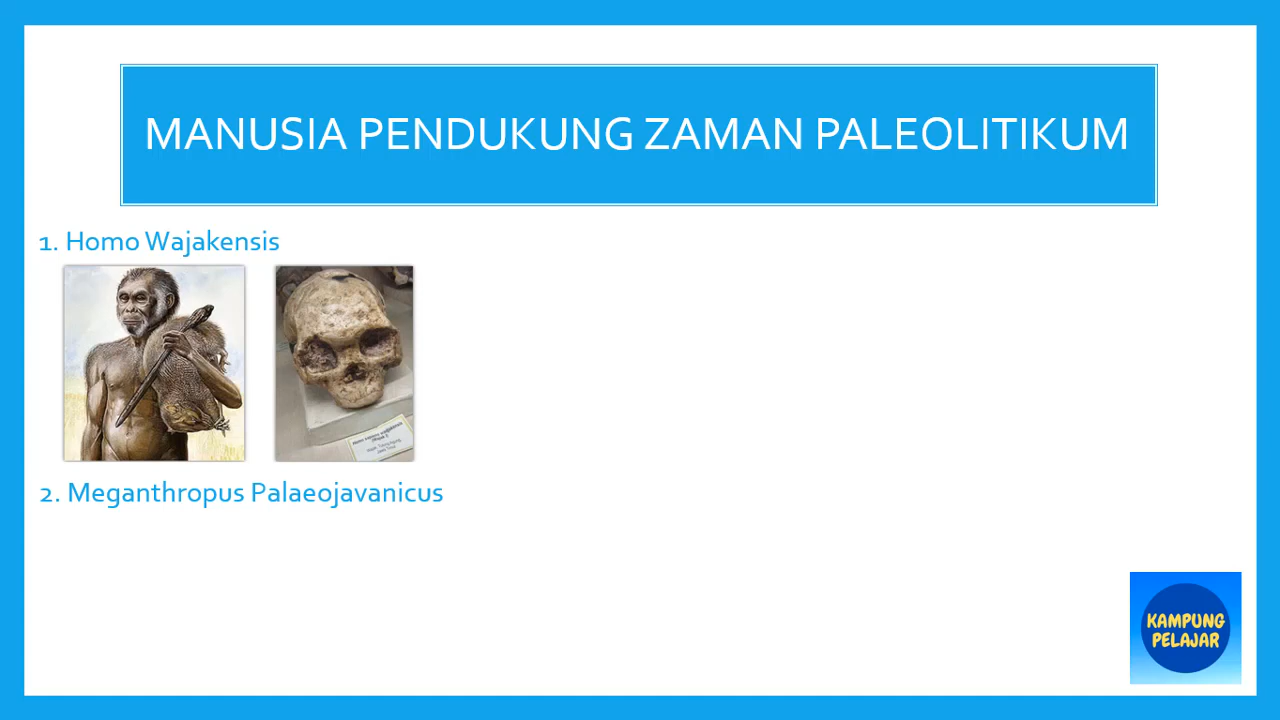 MANUSIA PENDUKUNG ZAMAN PALEOLITIKUM
1. Homo Wajakensis
2. Meganthropus Palaeojavanicus
KAMPUNG
PELAJAR